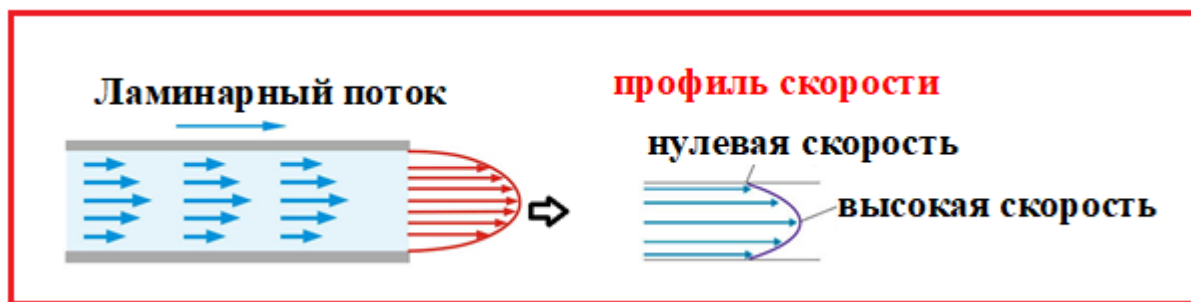 Ламинарный поток
профиль скорости
нулевая скорость
высокая скорость